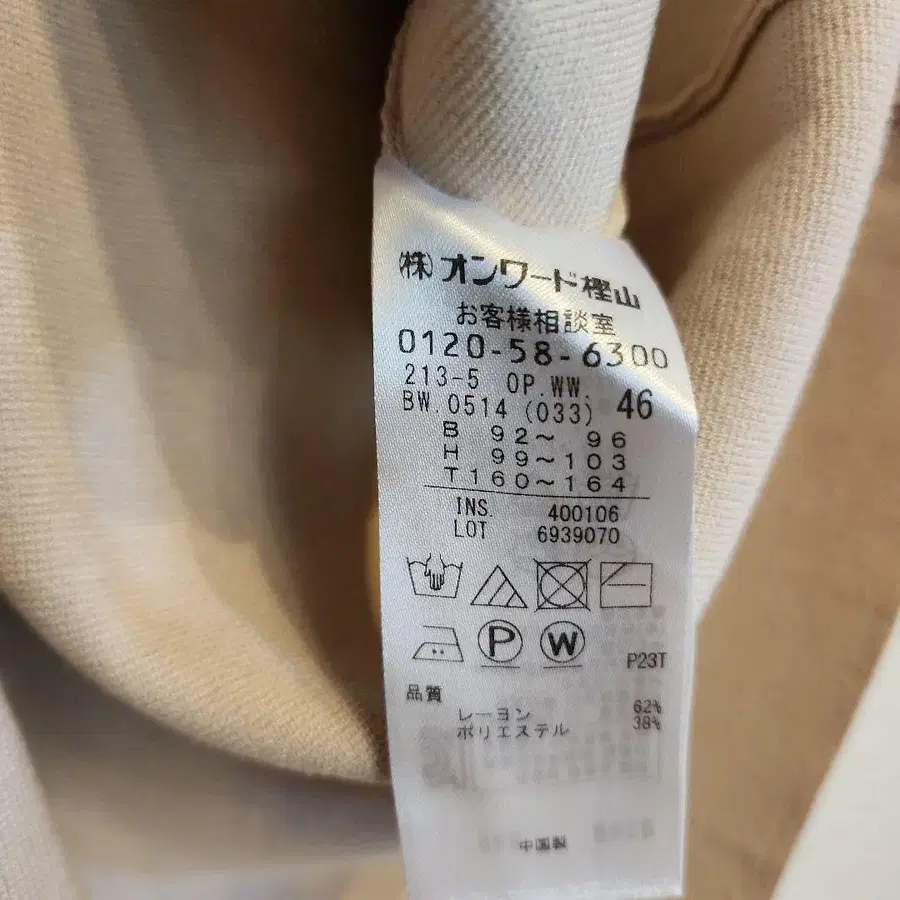 (株)オンワード樫山
お客様相談室
0120-58-6300
213-5 OP.WW.
BW.0514 (033) 46
B 92～ 96
H 99～103
T160～164
INS. 400106
LOT 6939070
P W
P23T
品質
レーヨン 62%
ポリエステル 38%
中国製